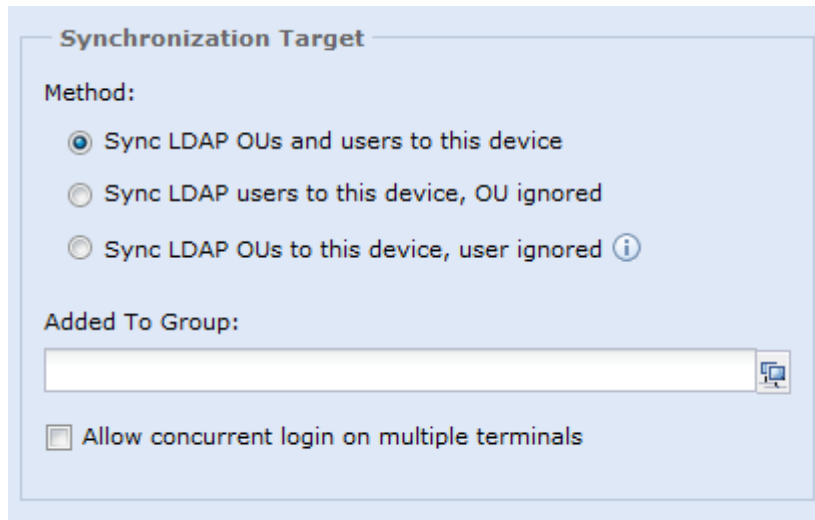 Synchronization Target
Method:
Sync LDAP OUs and users to this device
Sync LDAP users to this device, OU ignored
Sync LDAP OUs to this device, user ignored
Added To Group:
Allow concurrent login on multiple terminals